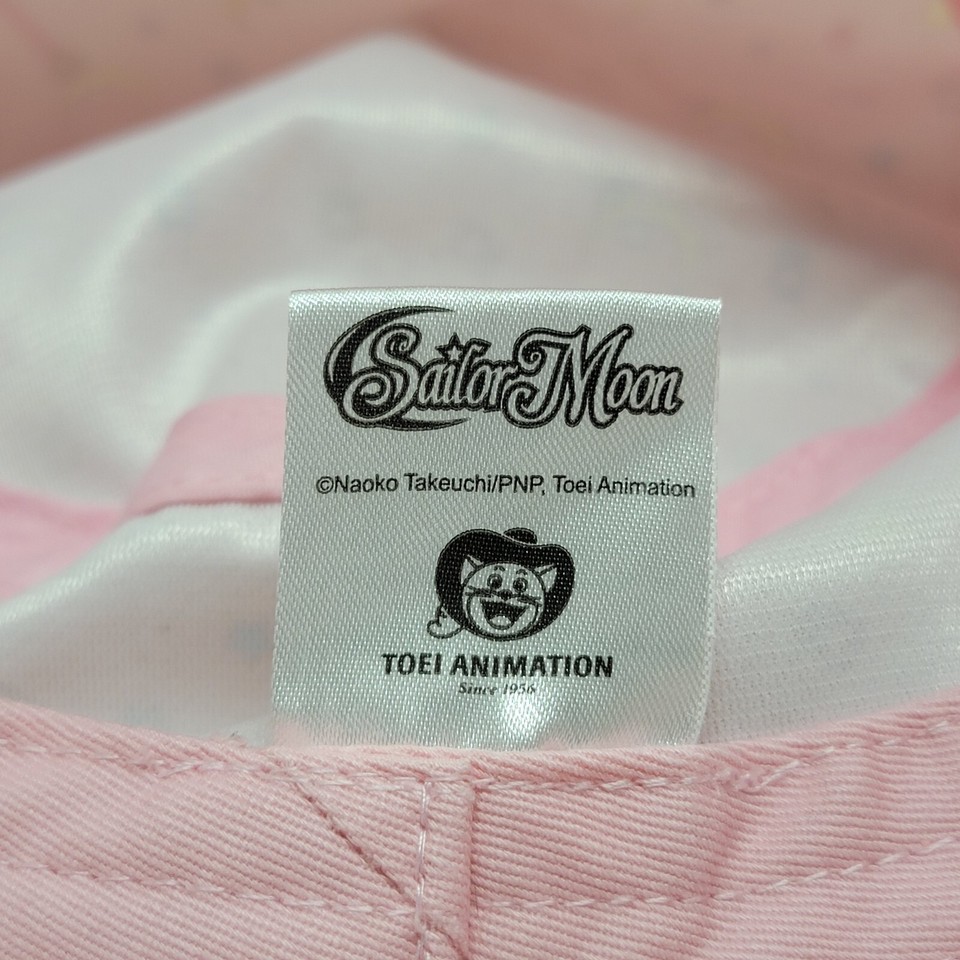 Sailor Moon
©Naoko Takeuchi/PNP, Toei Animation
TOEI ANIMATION
Since 1956